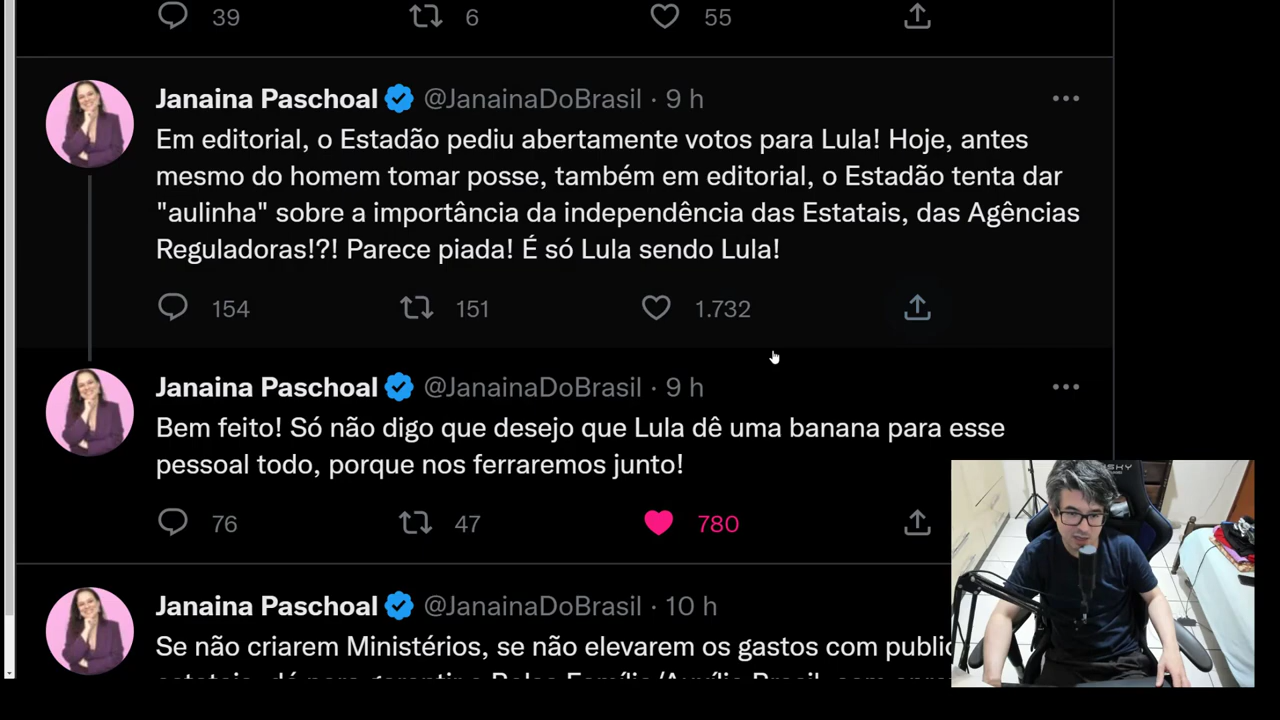 39 6 55
Janaina Paschoal @JanainaDoBrasil · 9 h
Em editorial, o Estadão pediu abertamente votos para Lula! Hoje, antes
mesmo do homem tomar posse, também em editorial, o Estadão tenta dar
"aulinha" sobre a importância da independência das Estatais, das Agências
Reguladoras!?! Parece piada! É só Lula sendo Lula!
154 151 1.732
Janaina Paschoal @JanainaDoBrasil · 9 h
Bem feito! Só não digo que desejo que Lula dê uma banana para esse
pessoal todo, porque nos ferraremos junto!
76 47 780
Janaina Paschoal @JanainaDoBrasil · 10 h
Se não criarem Ministérios, se não elevarem os gastos com public